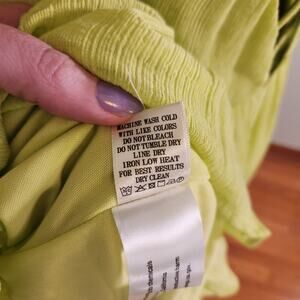 MACHINE WASH COLD
WITH LIKE COLORS
DO NOT BLEACH
DO NOT TUMBLE DRY
LINE DRY
IRON LOW HEAT
FOR BEST RESULTS
DRY CLEAN